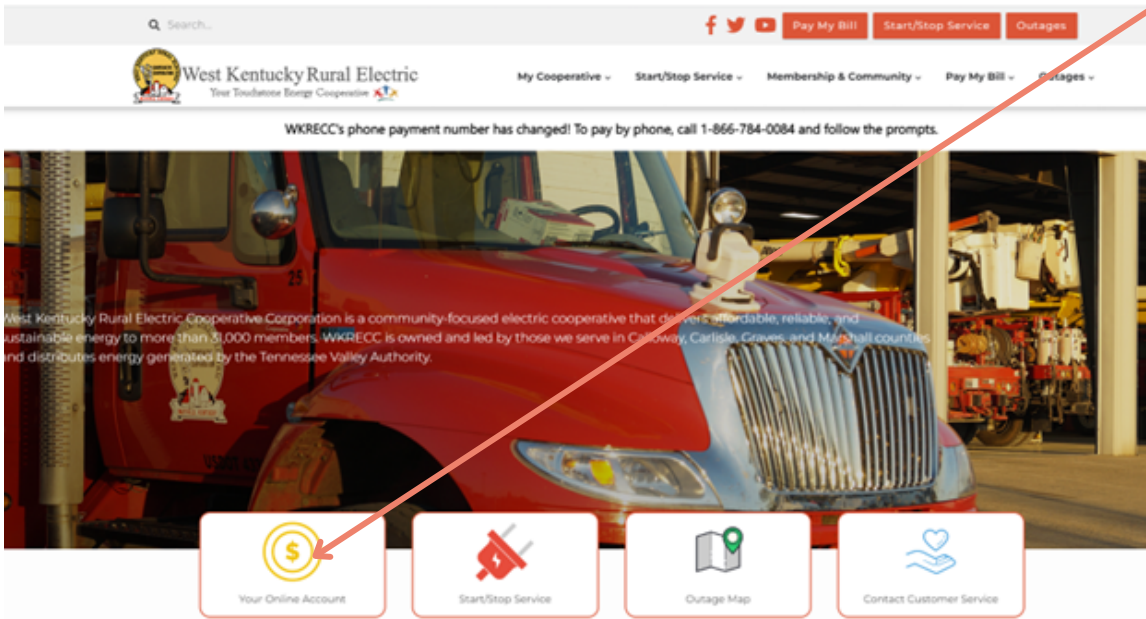 Search...
Pay My Bill Start/Stop Service Outages
West Kentucky Rural Electric
Your Touchstone Energy Cooperative
My Cooperative Start/Stop Service Membership & Community Pay My Bill Outages
WKRECC's phone payment number has changed! To pay by phone, call 1-866-784-0084 and follow the prompts.
25
West Kentucky Rural Electric Cooperative Corporation is a community-focused electric cooperative that delivers affordable, reliable, and
sustainable energy to more than 31,000 members. WKRECC is owned and led by those we serve in Calloway, Carlisle, Graves, and Marshall counties
and distributes energy generated by the Tennessee Valley Authority.
USDOT
$
Your Online Account Start/Stop Service Outage Map Contact Customer Service